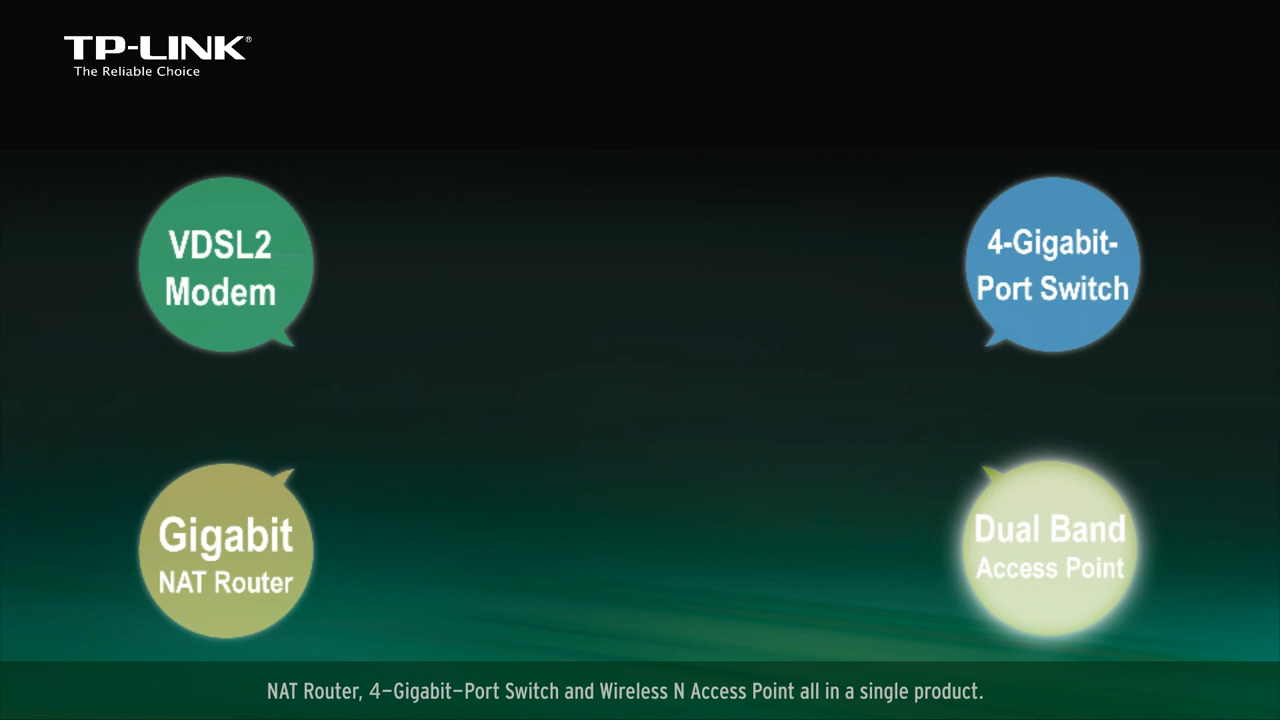 TP-LINK®
The Reliable Choice
VDSL2
Modem
4-Gigabit-
Port Switch
Gigabit
NAT Router
Dual Band
Access Point
NAT Router, 4-Gigabit-Port Switch and Wireless N Access Point all in a single product.